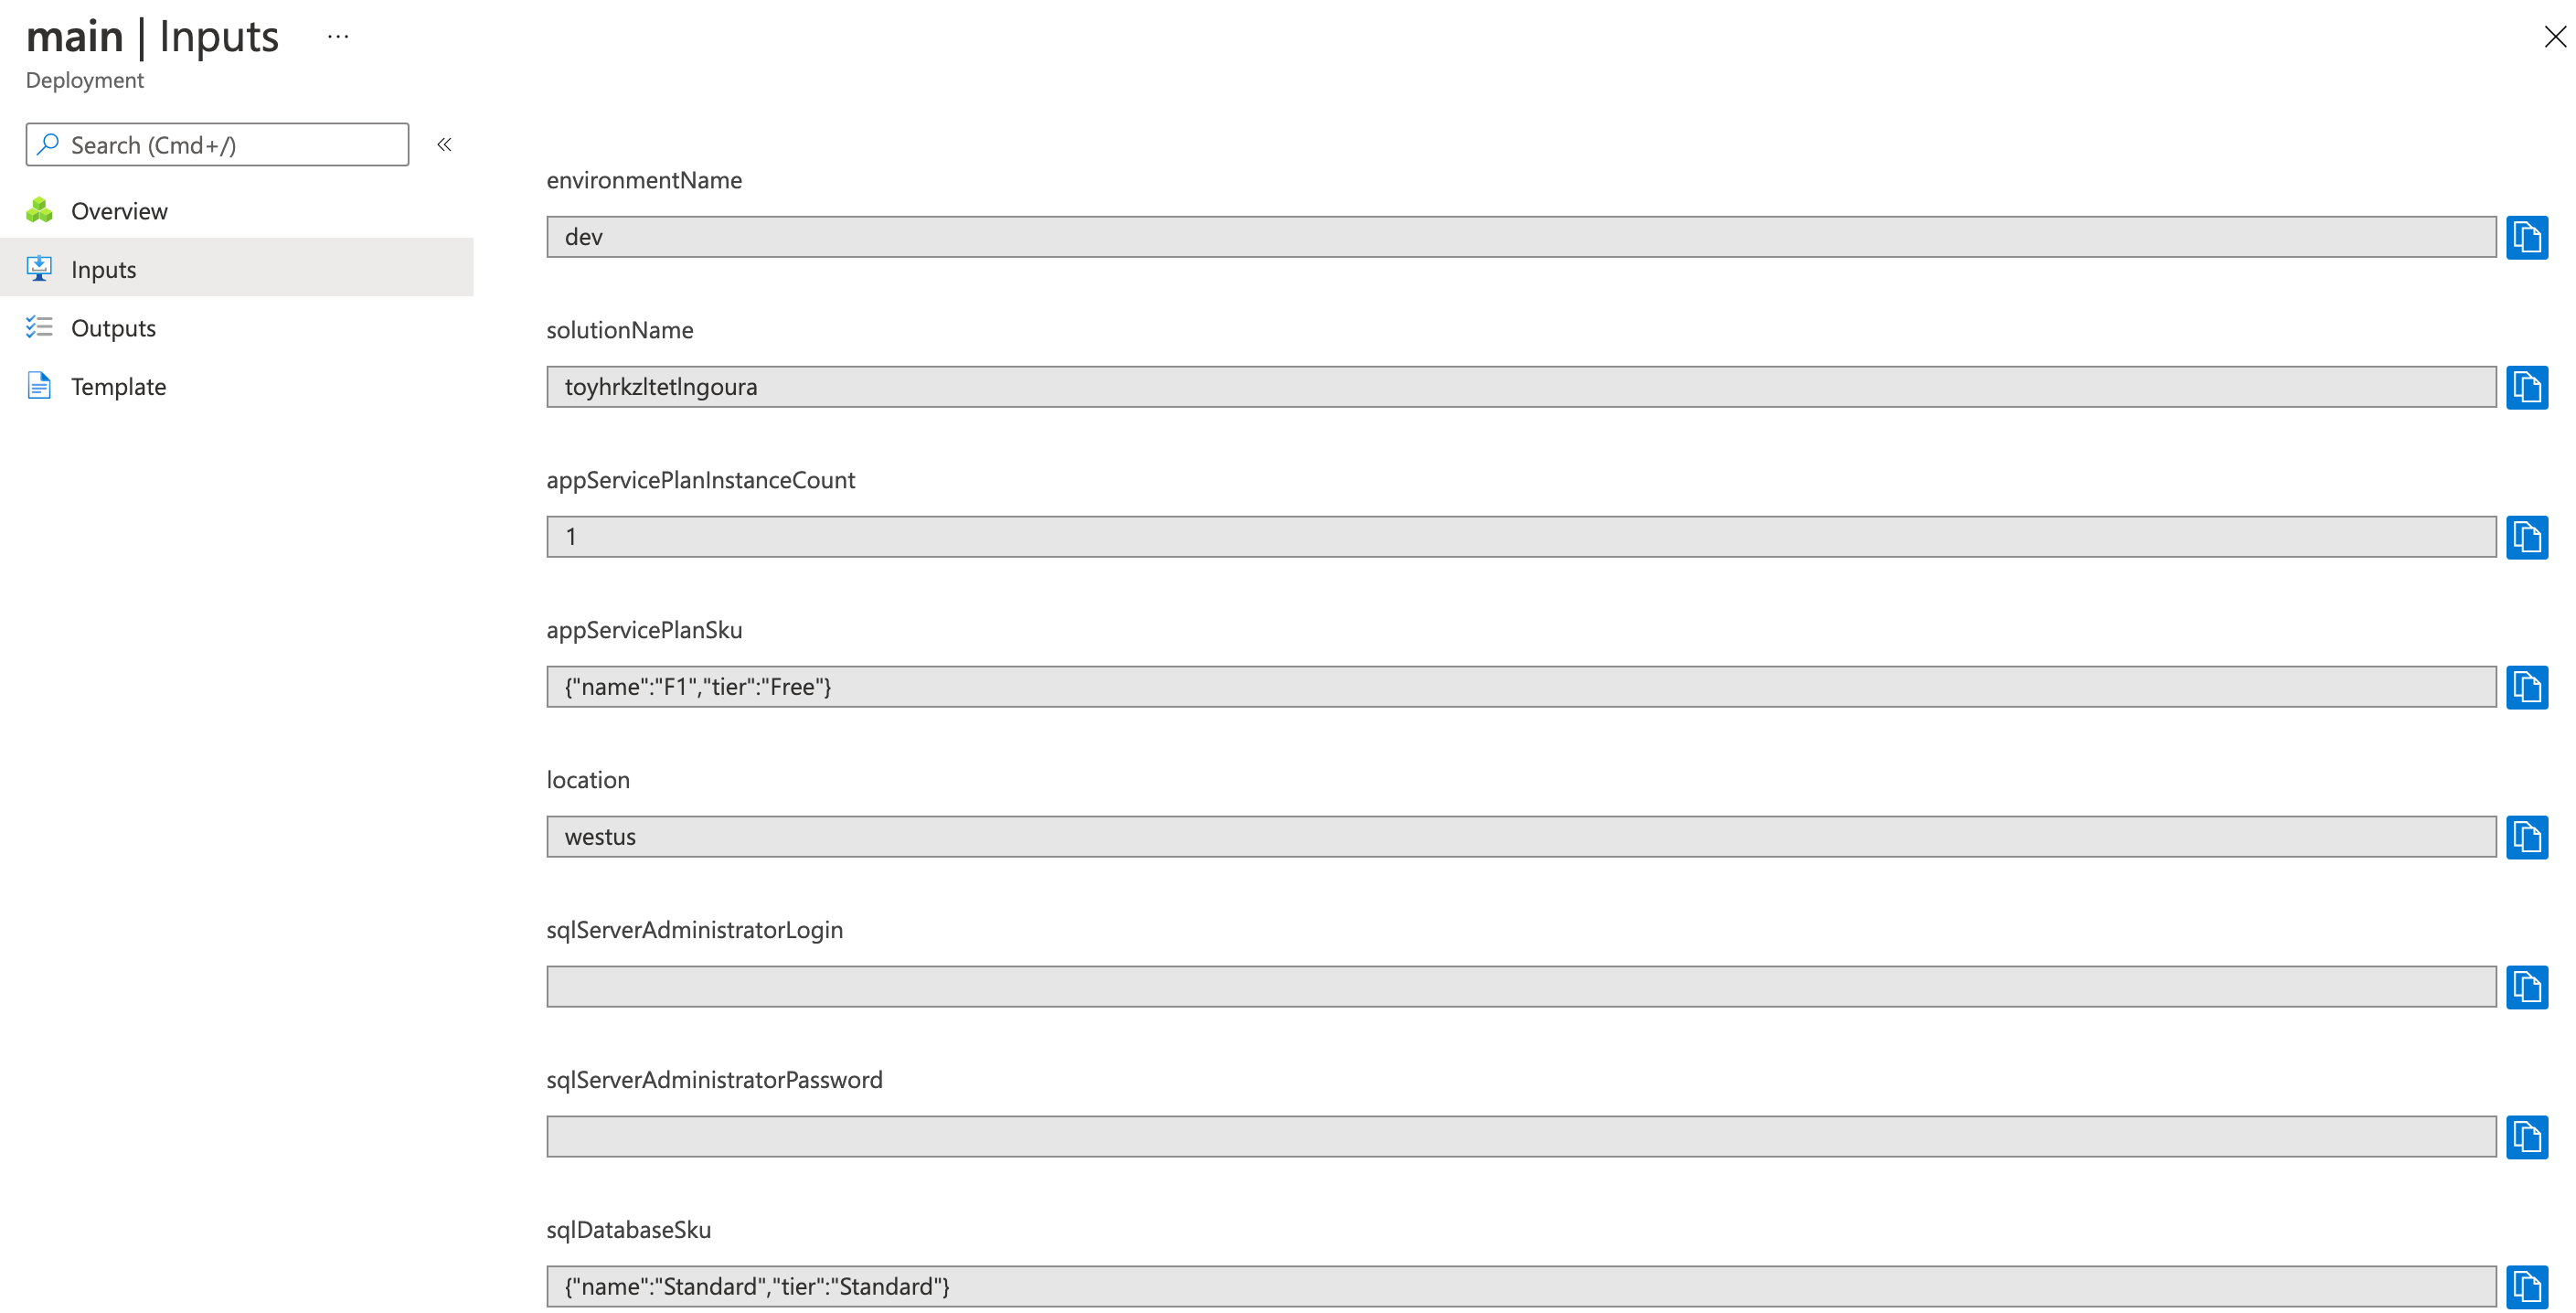 main | Inputs ...
Deployment
Search (Cmd+/)
«
Overview
Inputs
Outputs
Template
environmentName
dev
solutionName
toyhrkzltetlngoura
appServicePlanInstanceCount
1
appServicePlanSku
{"name":"F1","tier":"Free"}
location
westus
sqlServerAdministratorLogin
sqlServerAdministratorPassword
sqlDatabaseSku
{"name":"Standard","tier":"Standard"}